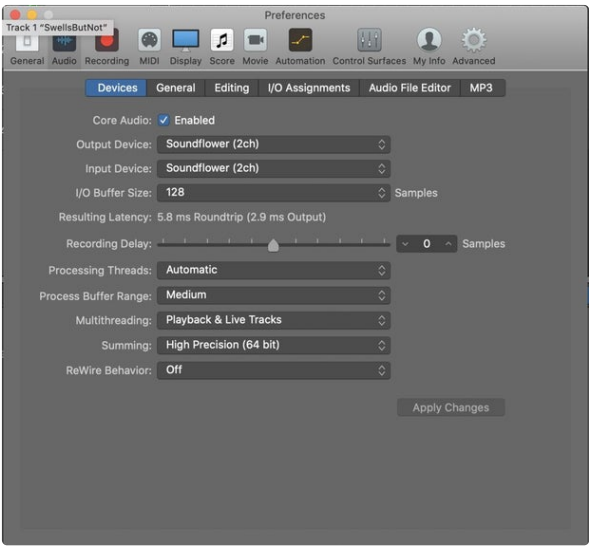 Preferences
Track 1 "SwellsButNot"
General Audio Recording MIDI Display Score Movie Automation Control Surfaces My Info Advanced
Devices General Editing I/O Assignments Audio File Editor MP3
Core Audio: Enabled
Output Device: Soundflower (2ch)
Input Device: Soundflower (2ch)
I/O Buffer Size: 128 Samples
Resulting Latency: 5.8 ms Roundtrip (2.9 ms Output)
Recording Delay: 0 Samples
Processing Threads: Automatic
Process Buffer Range: Medium
Multithreading: Playback & Live Tracks
Summing: High Precision (64 bit)
ReWire Behavior: Off
Apply Changes